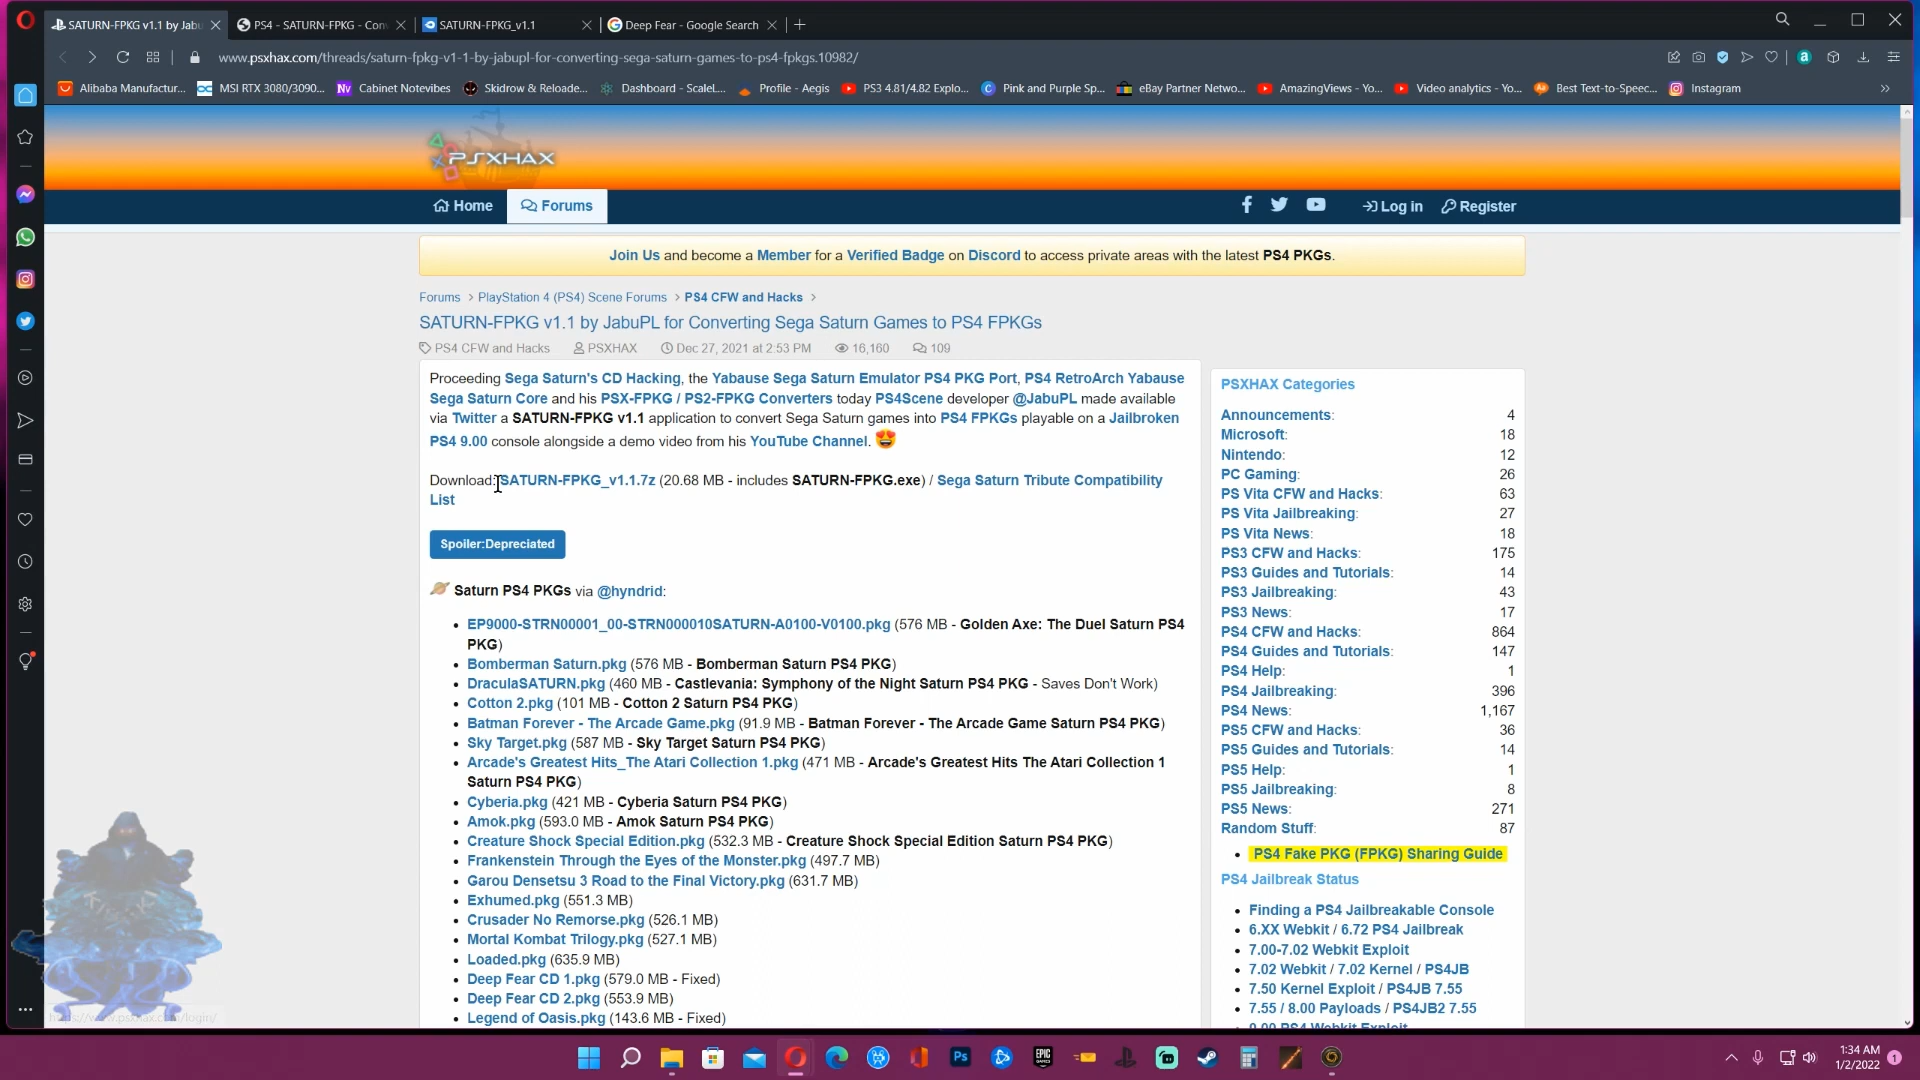 SATURN-FPKG v1.1 by Jabu
PS4 - SATURN-FPKG - Con
SATURN-FPKG_v1.1
Deep Fear - Google Search
www.psxhax.com/threads/saturn-fpkg-v1-1-by-jabupl-for-converting-sega-saturn-games-to-ps4-fpkgs.10982/
Alibaba Manufactur...
MSI RTX 3080/3090...
Nv Cabinet Notevibes
Skidrow & Reloade...
Dashboard - ScaleL...
Profile - Aegis
PS3 4.81/4.82 Explo...
Pink and Purple Sp...
eBay Partner Netwo...
AmazingViews - Yo...
Video analytics - Yo...
Best Text-to-Speec...
Instagram
PSXHAX
Home
Forums
Log in
Register
Join Us and become a Member for a Verified Badge on Discord to access private areas with the latest PS4 PKGs.
Forums > PlayStation 4 (PS4) Scene Forums > PS4 CFW and Hacks >
SATURN-FPKG v1.1 by JabuPL for Converting Sega Saturn Games to PS4 FPKGs
PS4 CFW and Hacks PSXHAX Dec 27, 2021 at 2:53 PM 16,160 109
Proceeding Sega Saturn's CD Hacking, the Yabause Sega Saturn Emulator PS4 PKG Port, PS4 RetroArch Yabause
Sega Saturn Core and his PSX-FPKG / PS2-FPKG Converters today PS4Scene developer @JabuPL made available
via Twitter a SATURN-FPKG v1.1 application to convert Sega Saturn games into PS4 FPKGs playable on a Jailbroken
PS4 9.00 console alongside a demo video from his YouTube Channel.
Download: SATURN-FPKG_v1.1.7z (20.68 MB - includes SATURN-FPKG.exe) / Sega Saturn Tribute Compatibility
List
Spoiler:Depreciated
Saturn PS4 PKGs via @hyndrid:
• EP9000-STRN00001_00-STRN000010SATURN-A0100-V0100.pkg (576 MB - Golden Axe: The Duel Saturn PS4
PKG)
• Bomberman Saturn.pkg (576 MB - Bomberman Saturn PS4 PKG)
• DraculaSATURN.pkg (460 MB - Castlevania: Symphony of the Night Saturn PS4 PKG - Saves Don't Work)
• Cotton 2.pkg (101 MB - Cotton 2 Saturn PS4 PKG)
• Batman Forever - The Arcade Game.pkg (91.9 MB - Batman Forever - The Arcade Game Saturn PS4 PKG)
• Sky Target.pkg (587 MB - Sky Target Saturn PS4 PKG)
• Arcade's Greatest Hits_The Atari Collection 1.pkg (471 MB - Arcade's Greatest Hits The Atari Collection 1
Saturn PS4 PKG)
• Cyberia.pkg (421 MB - Cyberia Saturn PS4 PKG)
• Amok.pkg (593.0 MB - Amok Saturn PS4 PKG)
• Creature Shock Special Edition.pkg (532.3 MB - Creature Shock Special Edition Saturn PS4 PKG)
• Frankenstein Through the Eyes of the Monster.pkg (497.7 MB)
• Garou Densetsu 3 Road to the Final Victory.pkg (631.7 MB)
• Exhumed.pkg (551.3 MB)
• Crusader No Remorse.pkg (526.1 MB)
• Mortal Kombat Trilogy.pkg (527.1 MB)
• Loaded.pkg (635.9 MB)
• Deep Fear CD 1.pkg (579.0 MB - Fixed)
• Deep Fear CD 2.pkg (553.9 MB)
• Legend of Oasis.pkg (143.6 MB - Fixed)
PSXHAX Categories
Announcements: 4
Microsoft: 18
Nintendo: 12
PC Gaming: 26
PS Vita CFW and Hacks: 63
PS Vita Jailbreaking: 27
PS Vita News: 18
PS3 CFW and Hacks: 175
PS3 Guides and Tutorials: 14
PS3 Jailbreaking: 43
PS3 News: 17
PS4 CFW and Hacks: 864
PS4 Guides and Tutorials: 147
PS4 Help: 1
PS4 Jailbreaking: 396
PS4 News: 1,167
PS5 CFW and Hacks: 36
PS5 Guides and Tutorials: 14
PS5 Help: 1
PS5 Jailbreaking: 8
PS5 News: 271
Random Stuff: 87
• PS4 Fake PKG (FPKG) Sharing Guide
PS4 Jailbreak Status
• Finding a PS4 Jailbreakable Console
• 6.XX Webkit / 6.72 PS4 Jailbreak
• 7.00-7.02 Webkit Exploit
• 7.02 Webkit / 7.02 Kernel / PS4JB
• 7.50 Kernel Exploit / PS4JB 7.55
• 7.55 / 8.00 Payloads / PS4JB2 7.55
9.00 PS4 Webkit Exploit
https://www.psxhax.com/login/
Ps
EPIC
1:34 AM
1/2/2022
1